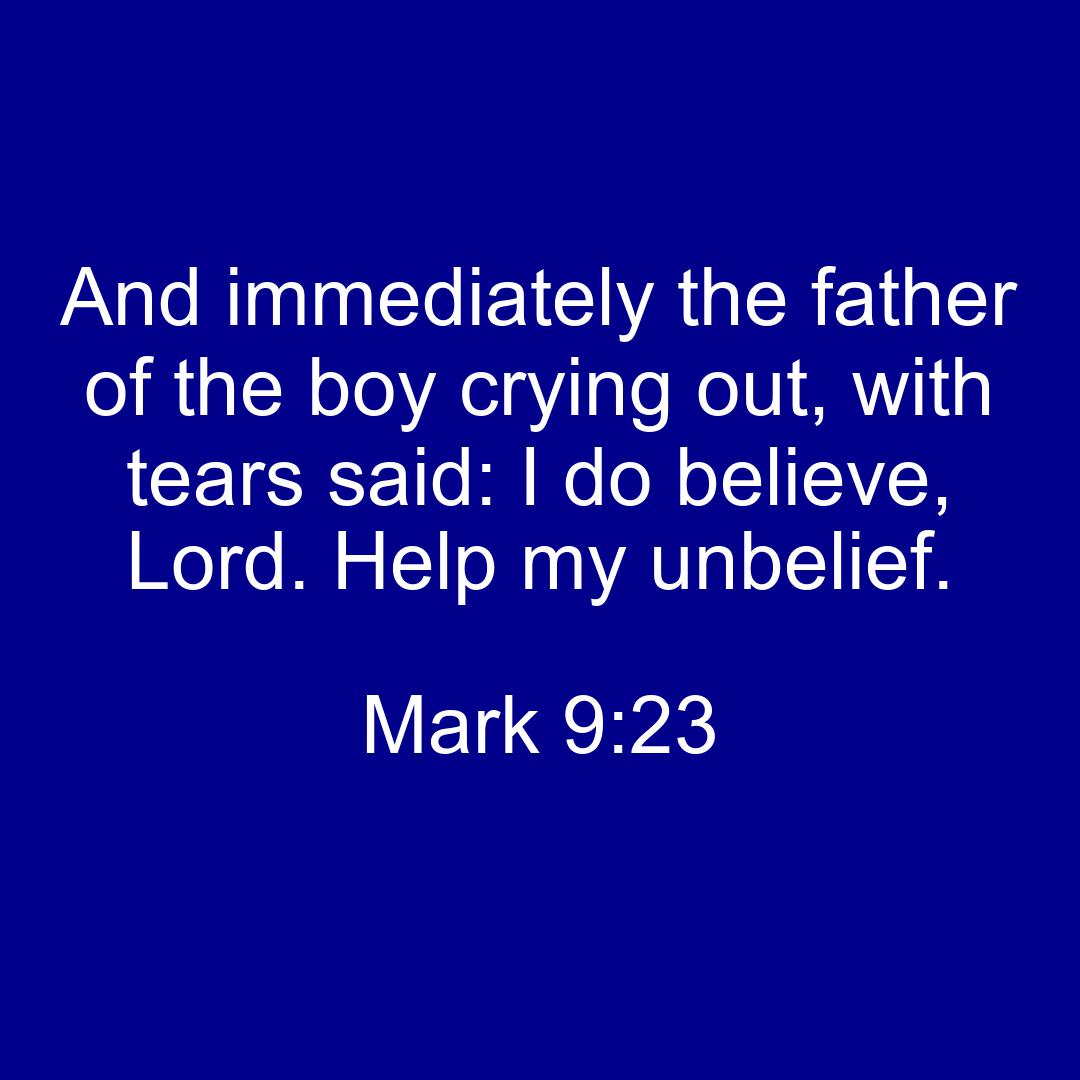 And immediately the father
of the boy crying out, with
tears said: I do believe,
Lord. Help my unbelief.
Mark 9:23